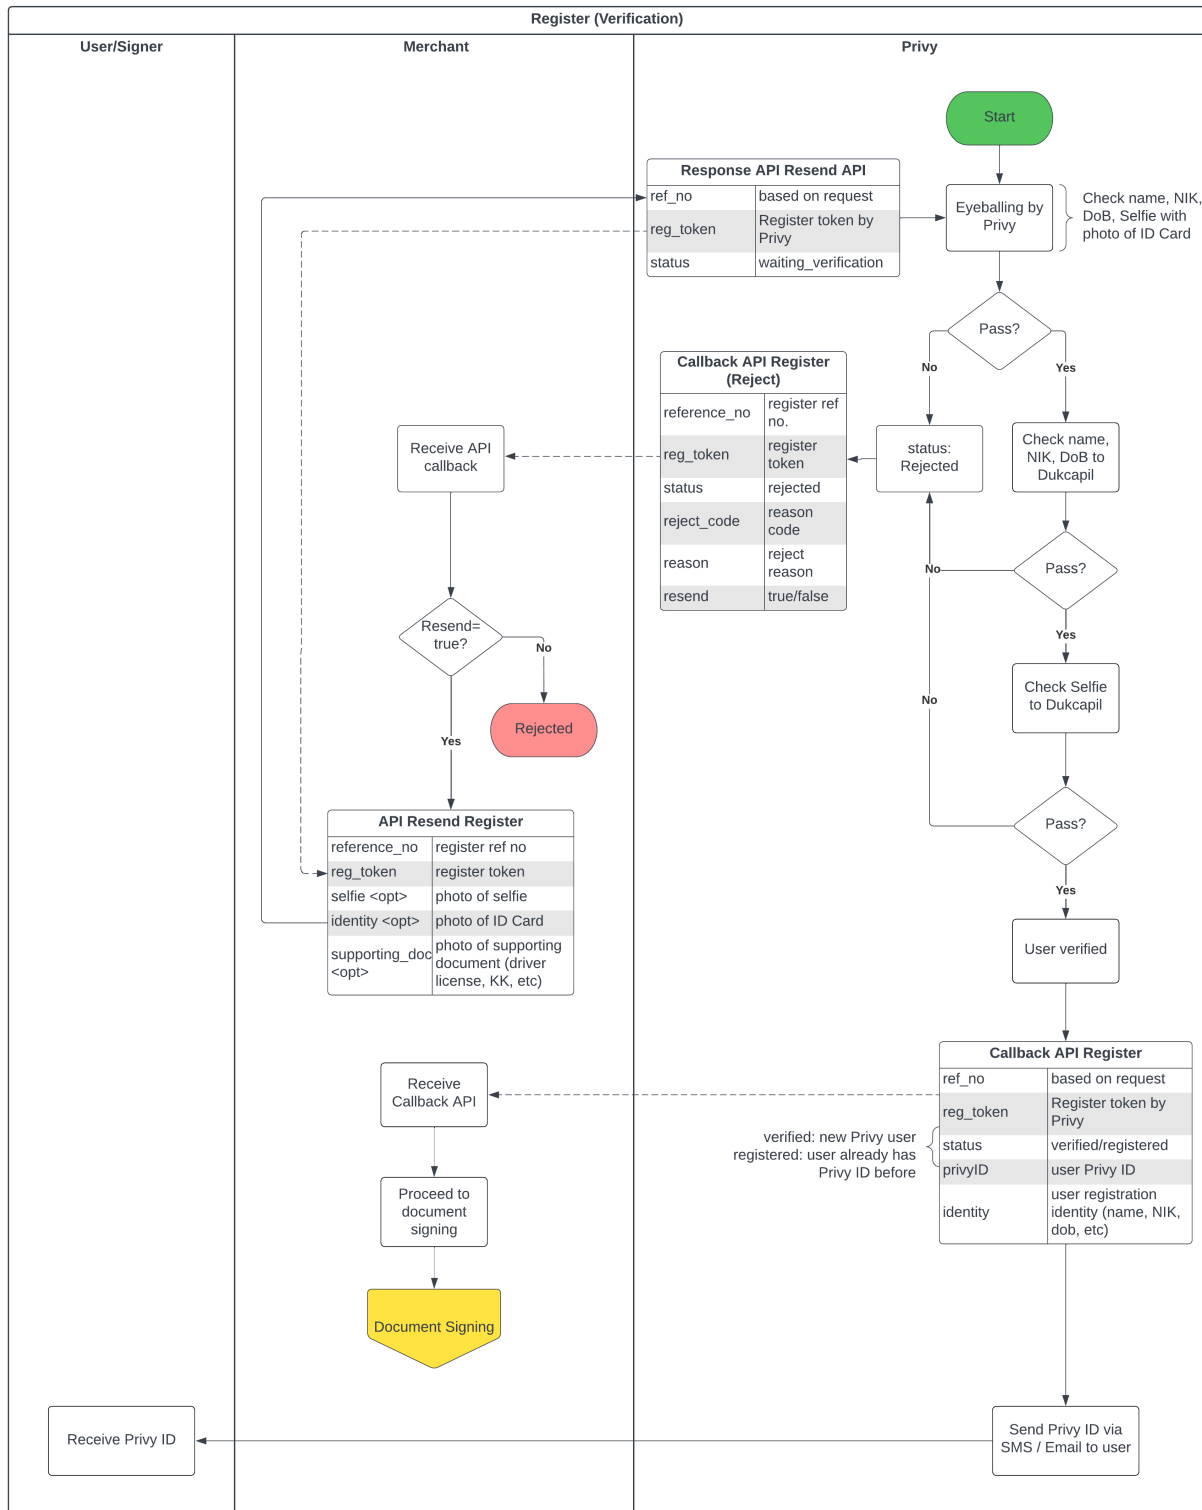 Register (Verification)
User/Signer
Merchant
Privy
Start
Response API Resend API
ref_no
based on request
reg_token
Register token by
Privy
status
waiting_verification
Eyeballing by
Privy
Check name, NIK,
DoB, Selfie with
photo of ID Card
Pass?
No
Yes
Callback API Register
(Reject)
reference_no
register ref
no.
reg_token
register
token
status
rejected
reject_code
reason
code
reason
reject
reason
resend
true/false
Receive API
callback
status:
Rejected
Check name,
NIK, DoB to
Dukcapil
Pass?
No
Yes
Resend=
true?
No
Yes
Rejected
Check Selfie
to Dukcapil
No
Pass?
Yes
API Resend Register
reference_no
register ref no
reg_token
register token
selfie <opt>
photo of selfie
identity <opt>
photo of ID Card
supporting_doc
<opt>
photo of supporting
document (driver
license, KK, etc)
User verified
Callback API Register
ref_no
based on request
reg_token
Register token by
Privy
status
verified/registered
privyID
user Privy ID
identity
user registration
identity (name, NIK,
dob, etc)
verified: new Privy user
registered: user already has
Privy ID before
Receive
Callback API
Proceed to
document
signing
Document Signing
Receive Privy ID
Send Privy ID via
SMS / Email to user